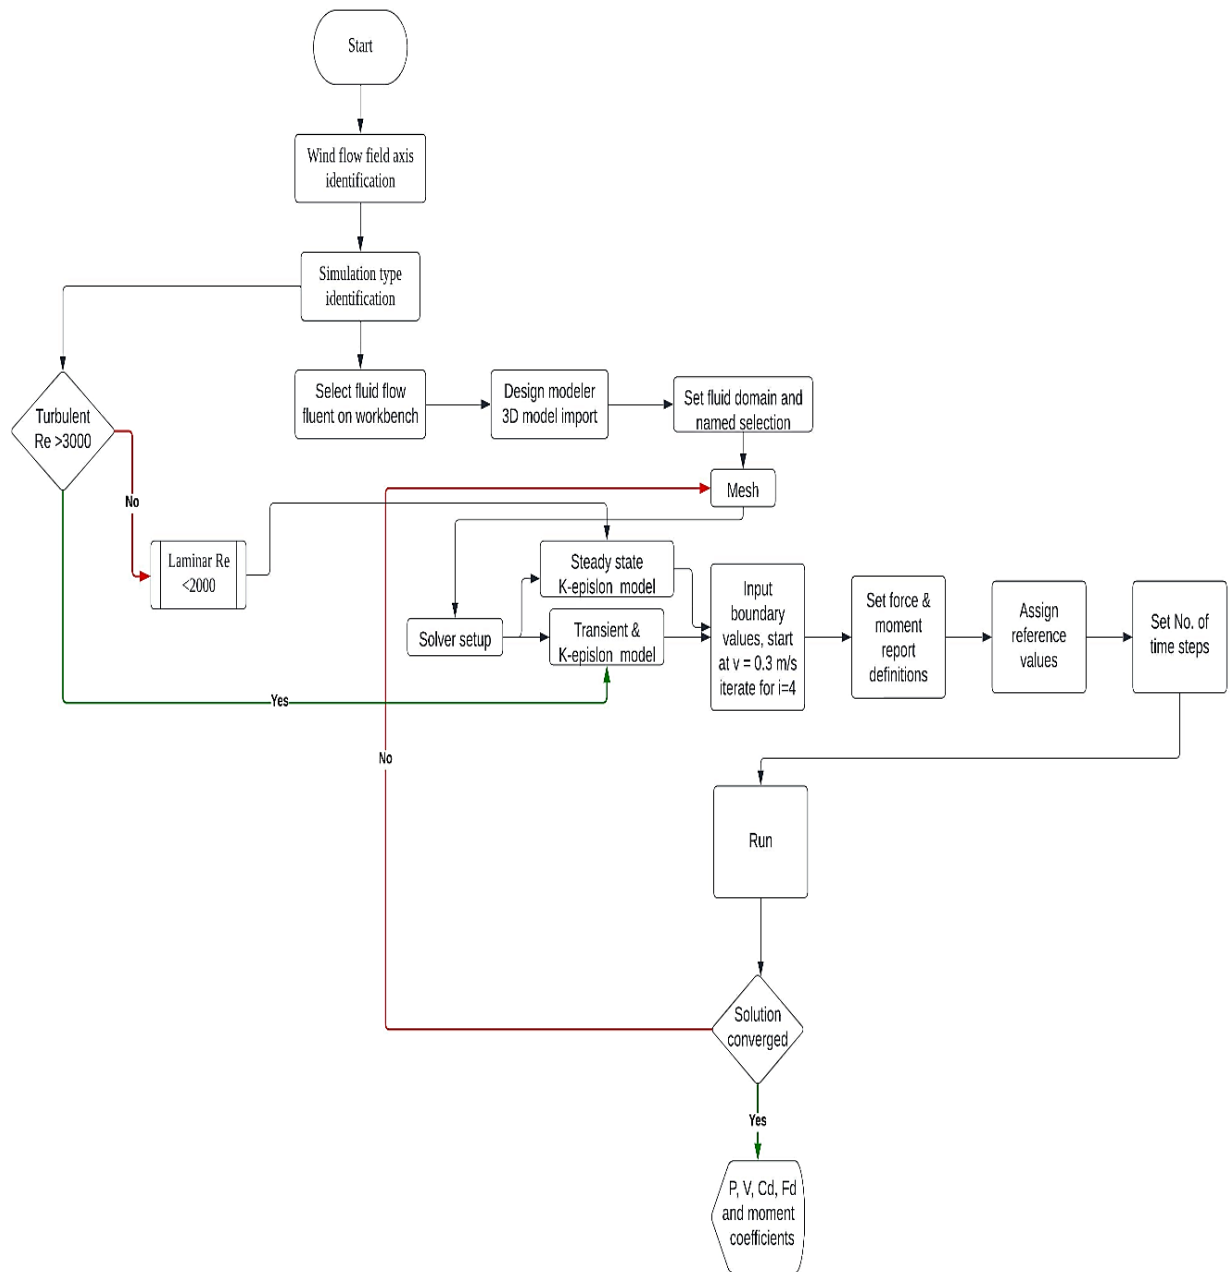 Start
Wind flow field axis
identification
Simulation type
identification
Select fluid flow
fluent on workbench
Design modeler
3D model import
Set fluid domain and
named selection
Turbulent
Re >3000
No
Laminar Re
<2000
Mesh
Steady state
K-epision model
Solver setup
Transient &
K-epision model
Input
boundary
values, start
at v = 0.3 m/s
iterate for i=4
Set force &
moment
report
definitions
Assign
reference
values
Set No. of
time steps
Yes
No
Run
Solution
converged
Yes
P, V, Cd, Fd
and moment
coefficients